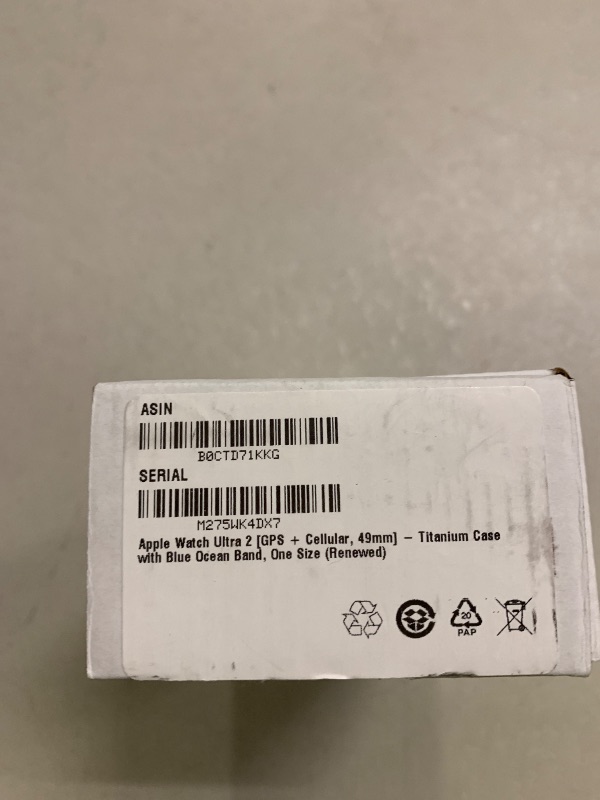 ASIN
B0CTD71KKG
SERIAL
M275WK4DX7
Apple Watch Ultra 2 [GPS + Cellular, 49mm] – Titanium Case
with Blue Ocean Band, One Size (Renewed)
20
PAP